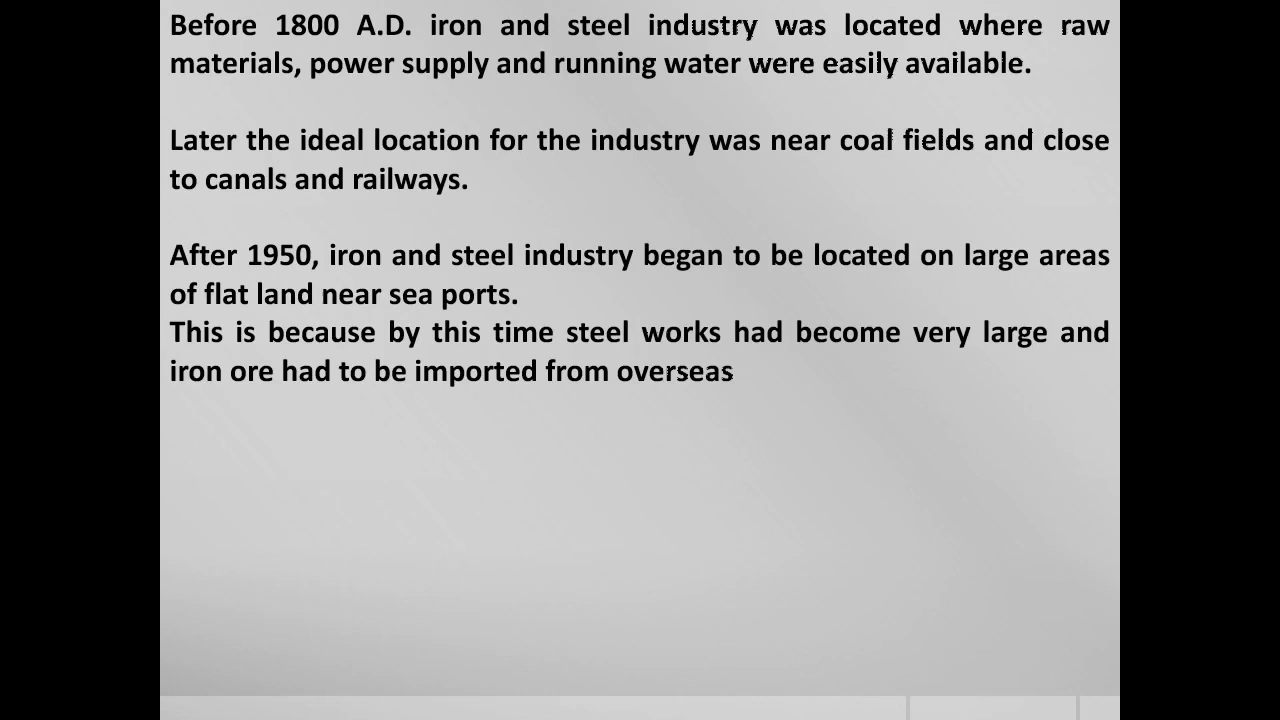 Before 1800 A.D. iron and steel industry was located where raw
materials, power supply and running water were easily available.
Later the ideal location for the industry was near coal fields and close
to canals and railways.
After 1950, iron and steel industry began to be located on large areas
of flat land near sea ports.
This is because by this time steel works had become very large and
iron ore had to be imported from overseas